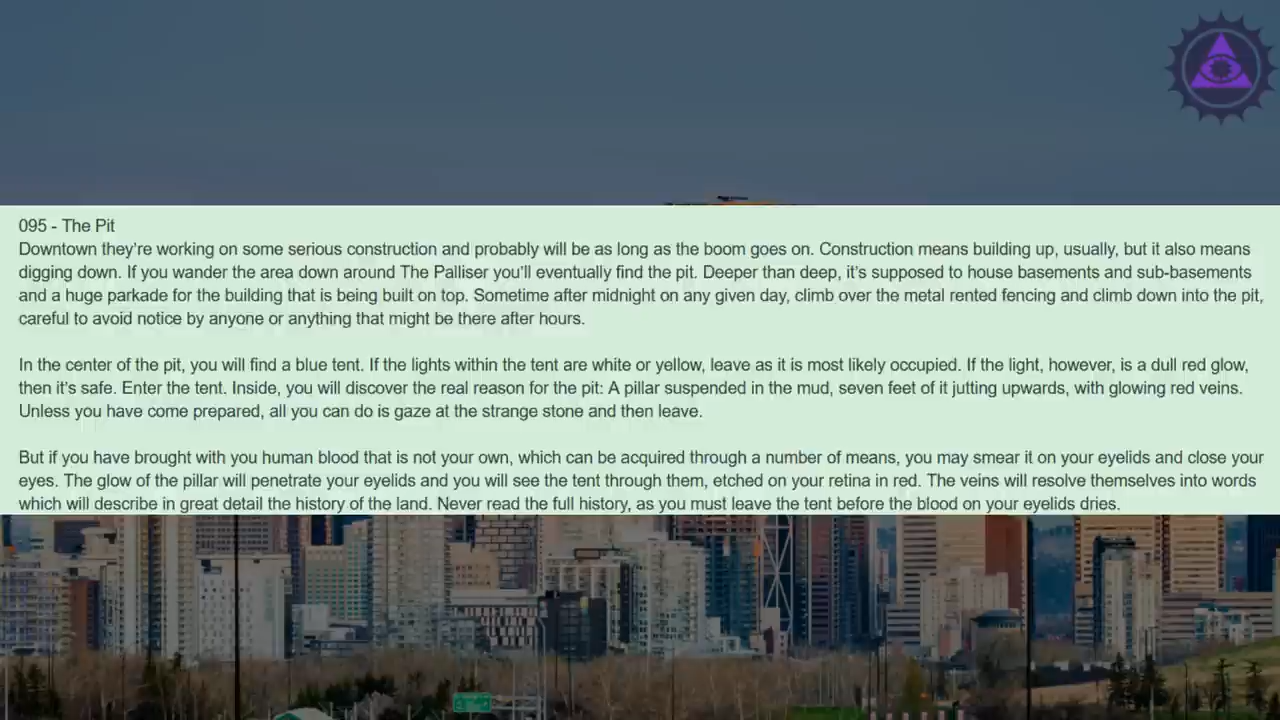 095 - The Pit
Downtown they're working on some serious construction and probably will be as long as the boom goes on. Construction means building up, usually, but it also means
digging down. If you wander the area down around The Palliser you'll eventually find the pit. Deeper than deep, it's supposed to house basements and sub-basements
and a huge parkade for the building that is being built on top. Sometime after midnight on any given day, climb over the metal rented fencing and climb down into the pit,
careful to avoid notice by anyone or anything that might be there after hours.
In the center of the pit, you will find a blue tent. If the lights within the tent are white or yellow, leave as it is most likely occupied. If the light, however, is a dull red glow,
then it's safe. Enter the tent. Inside, you will discover the real reason for the pit: A pillar suspended in the mud, seven feet of it jutting upwards, with glowing red veins.
Unless you have come prepared, all you can do is gaze at the strange stone and then leave.
But if you have brought with you human blood that is not your own, which can be acquired through a number of means, you may smear it on your eyelids and close your
eyes. The glow of the pillar will penetrate your eyelids and you will see the tent through them, etched on your retina in red. The veins will resolve themselves into words
which will describe in great detail the history of the land. Never read the full history, as you must leave the tent before the blood on your eyelids dries.